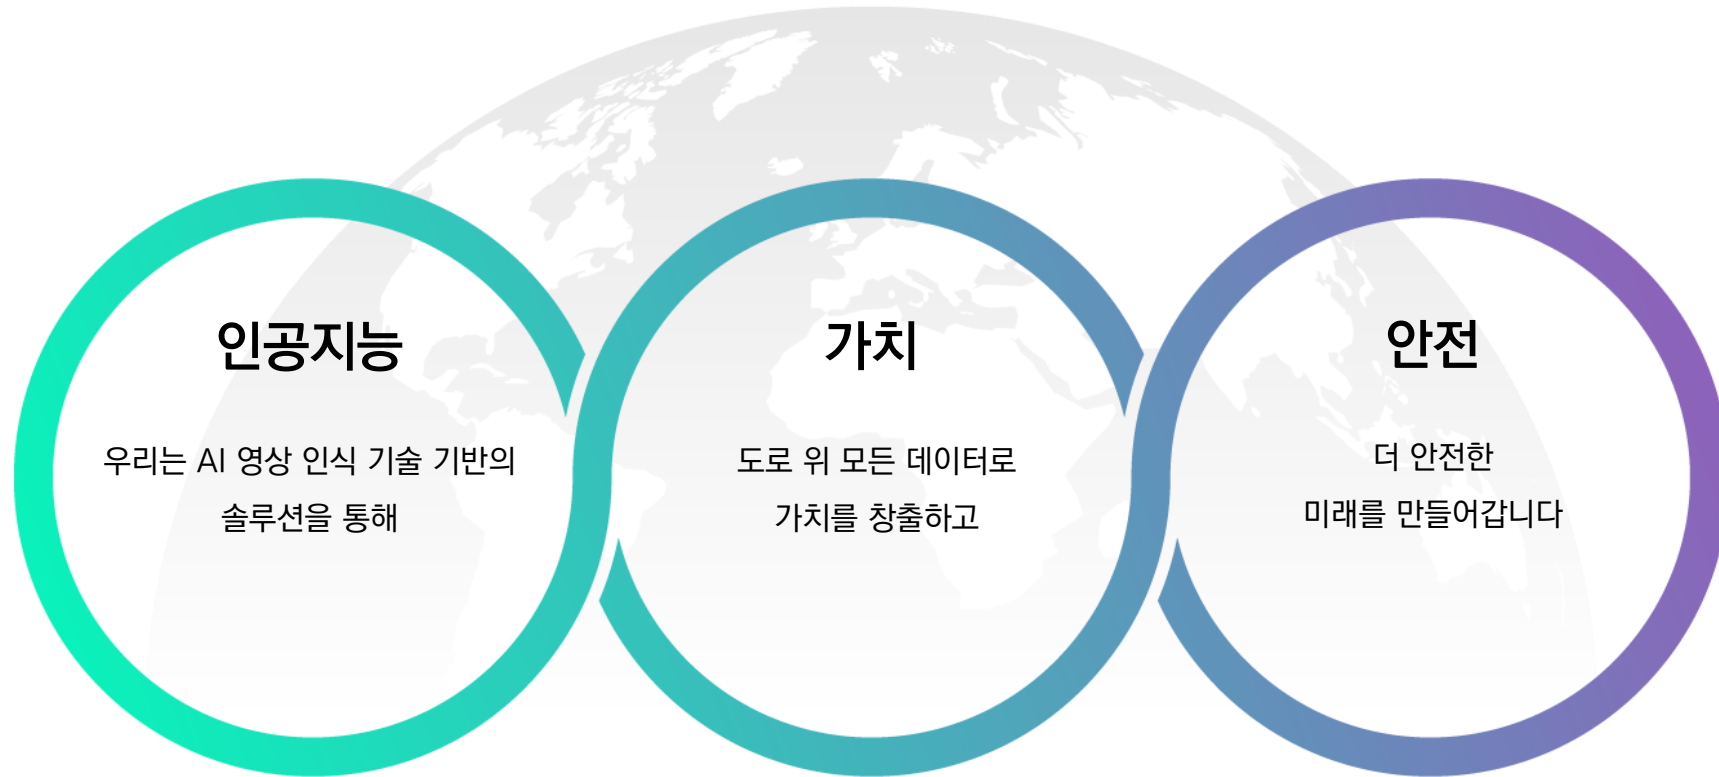 인공지능
우리는 AI 영상 인식 기술 기반의
솔루션을 통해
가치
도로 위 모든 데이터로
가치를 창출하고
안전
더 안전한
미래를 만들어갑니다